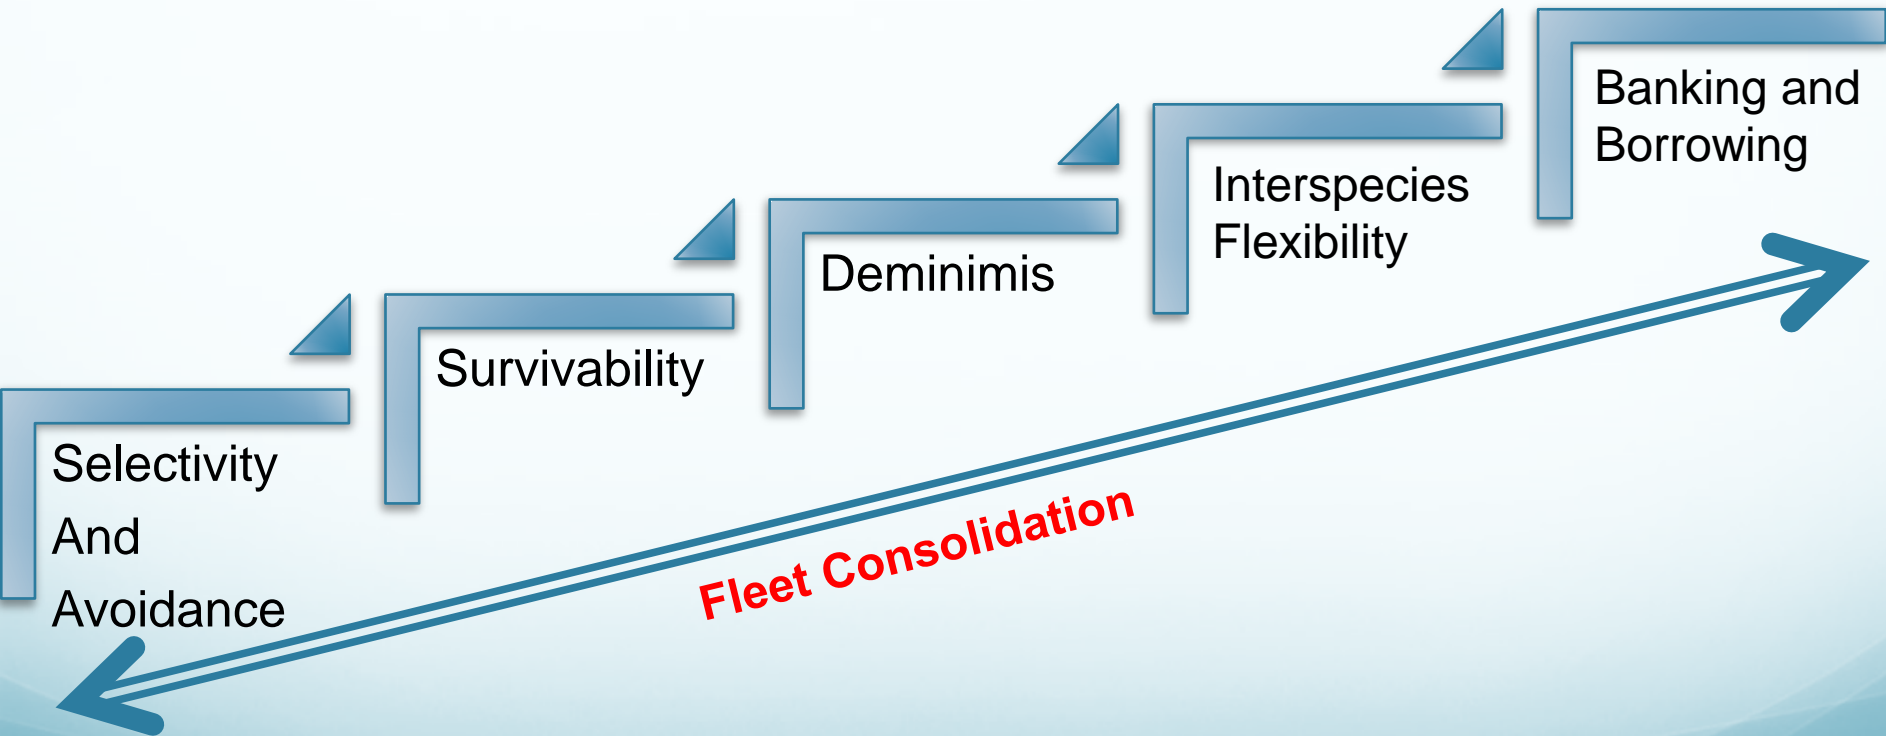 Selectivity
And
Avoidance
Survivability
Deminimis
Interspecies
Flexibility
Banking and
Borrowing
Fleet Consolidation